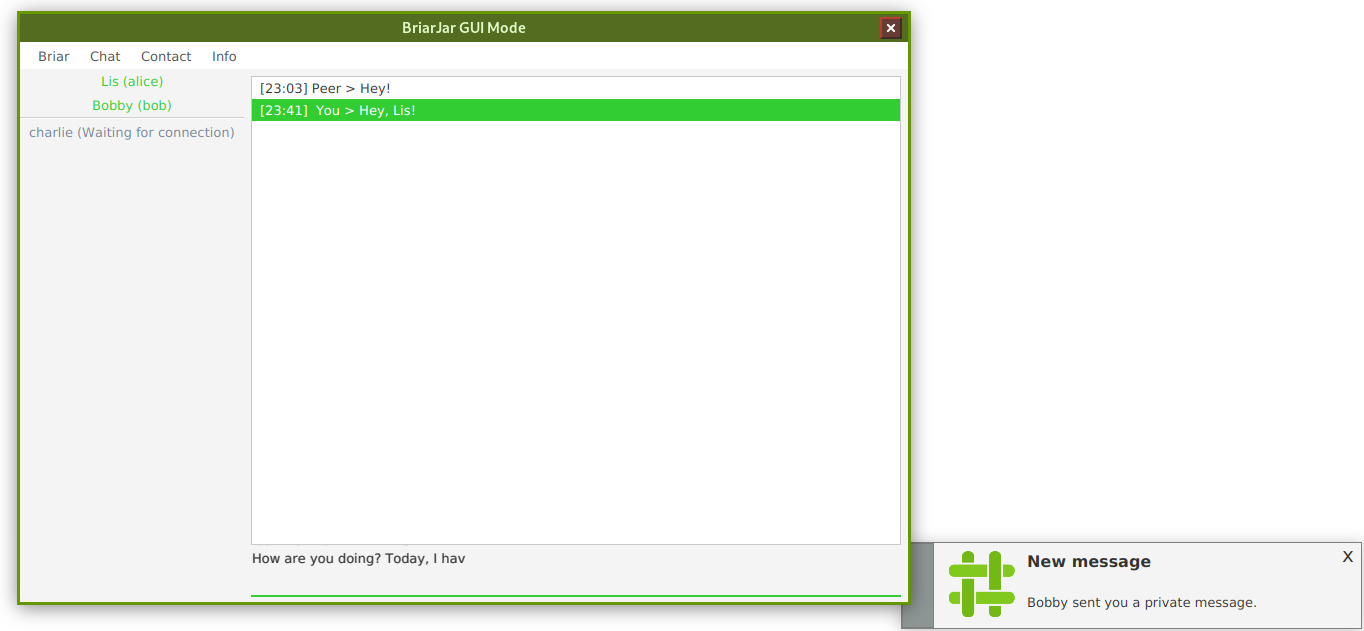 BriarJar GUI Mode
Briar Chat Contact Info
Lis (alice)
Bobby (bob)
charlie (Waiting for connection)
[23:03] Peer > Hey!
[23:41] You > Hey, Lis!
How are you doing? Today, I hav
New message
X
Bobby sent you a private message.